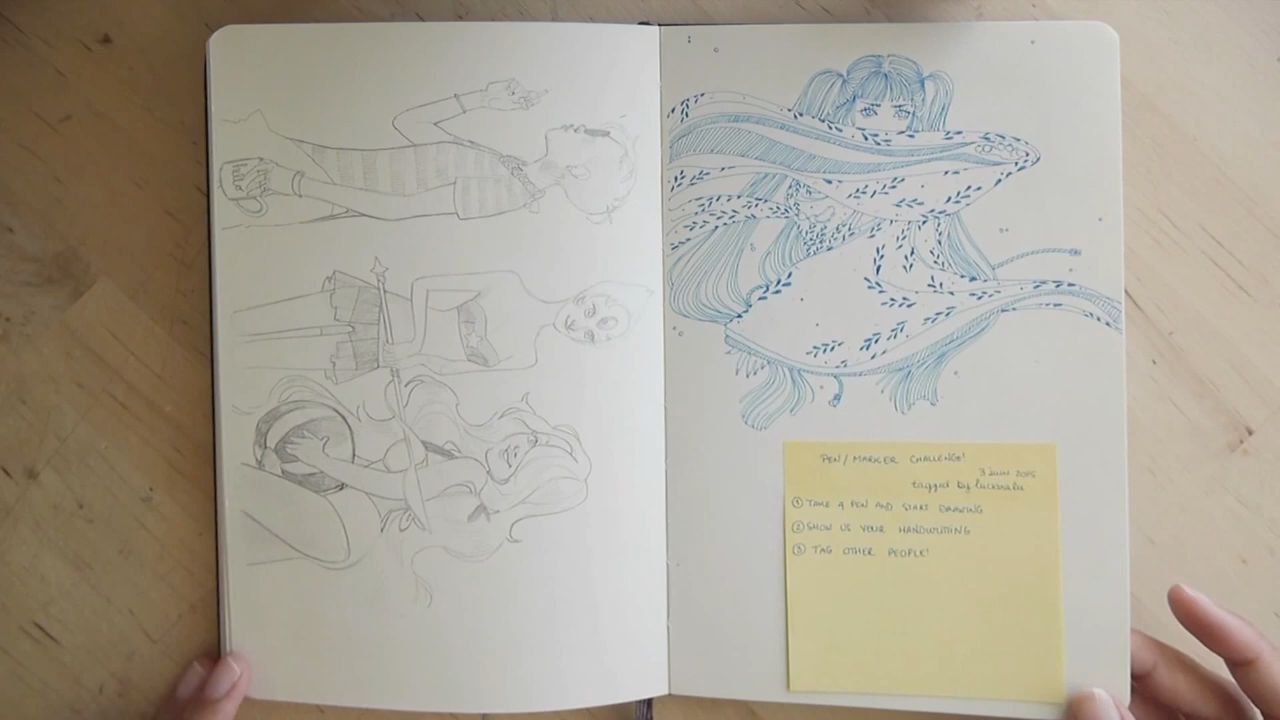 PEN/MARKER CHALLENGE!
3 juin 2015
tagged by
① TAKE A PEN AND START DRAWING
② SHOW US YOUR HANDWRITING
③ TAG OTHER PEOPLE!